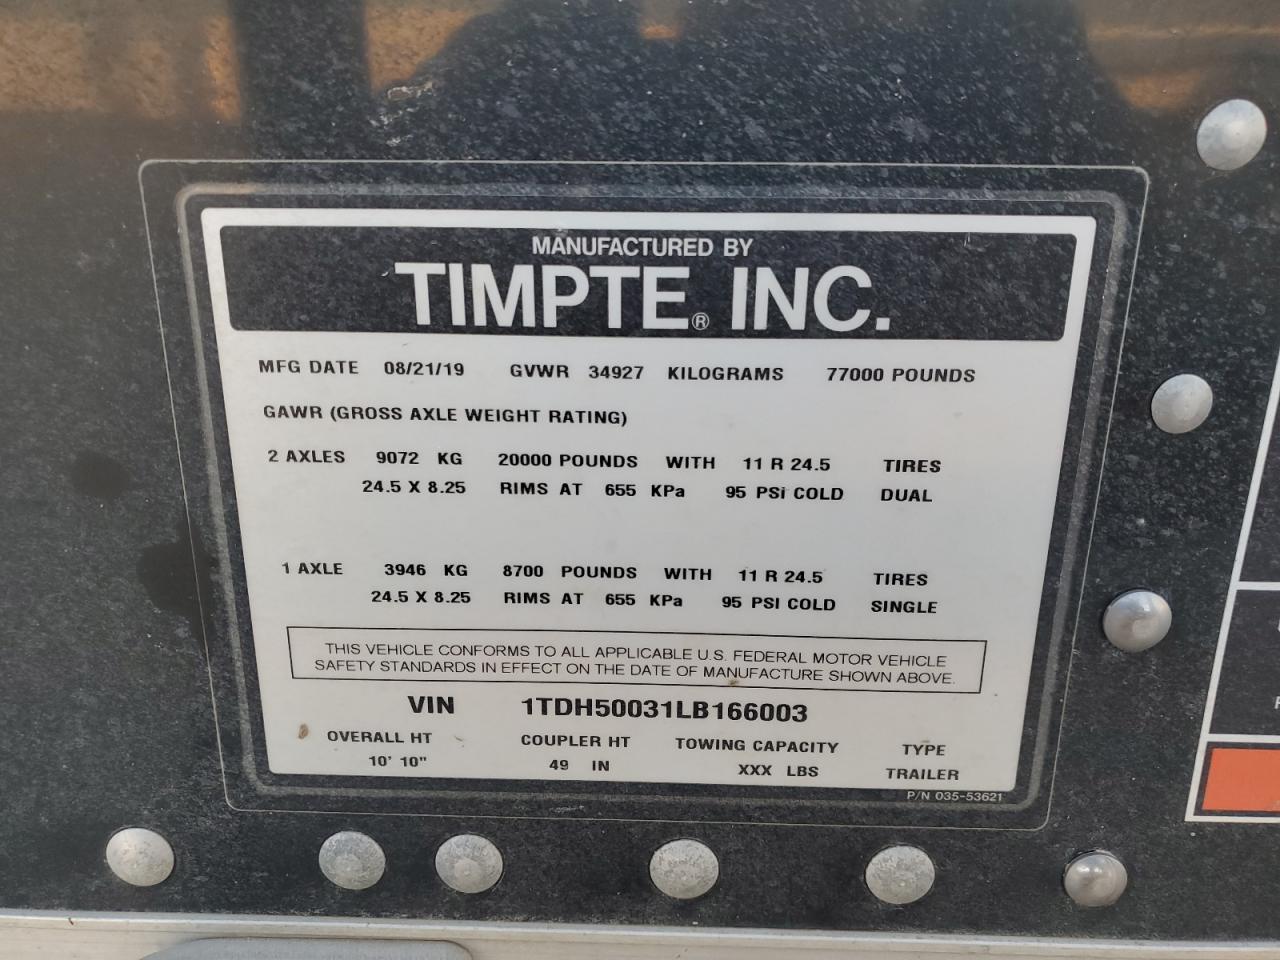 MANUFACTURED BY
TIMPTE® INC.
MFG DATE 08/21/19 GVWR 34927 KILOGRAMS 77000 POUNDS
GAWR (GROSS AXLE WEIGHT RATING)
2 AXLES 9072 KG 20000 POUNDS WITH 11 R 24.5 TIRES
24.5 X 8.25 RIMS AT 655 KPa 95 PSi COLD DUAL
1 AXLE 3946 KG 8700 POUNDS WITH 11 R 24.5 TIRES
24.5 X 8.25 RIMS AT 655 KPa 95 PSI COLD SINGLE
THIS VEHICLE CONFORMS TO ALL APPLICABLE U.S. FEDERAL MOTOR VEHICLE
SAFETY STANDARDS IN EFFECT ON THE DATE OF MANUFACTURE SHOWN ABOVE.
VIN 1TDH50031LB166003
OVERALL HT COUPLER HT TOWING CAPACITY TYPE
10' 10" 49 IN XXX LBS TRAILER
P/N 035-53621